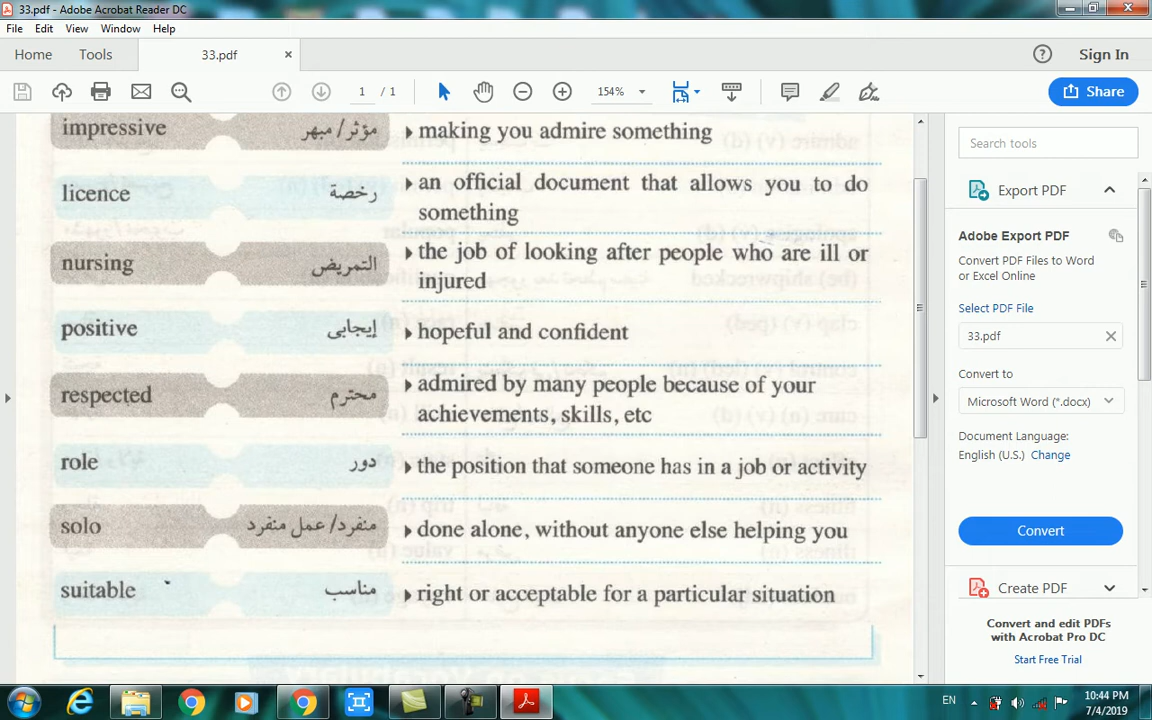 33.pdf - Adobe Acrobat Reader DC
File Edit View Window Help
Home Tools 33.pdf × Sign In
1 / 1 154% Share
impressive مؤثر/ مبهر making you admire something
licence رخصة an official document that allows you to do
something
nursing التمريض the job of looking after people who are ill or
injured
positive إيجابى hopeful and confident
respected محترم admired by many people because of your
achievements, skills, etc
role دور the position that someone has in a job or activity
solo منفرد/ عمل منفرد done alone, without anyone else helping you
suitable مناسب right or acceptable for a particular situation
Search tools
Export PDF
Adobe Export PDF
Convert PDF Files to Word
or Excel Online
Select PDF File
33.pdf
Convert to
Microsoft Word (*.docx)
Document Language:
English (U.S.) Change
Convert
Create PDF
Convert and edit PDFs
with Acrobat Pro DC
Start Free Trial
EN 10:44 PM
7/4/2019